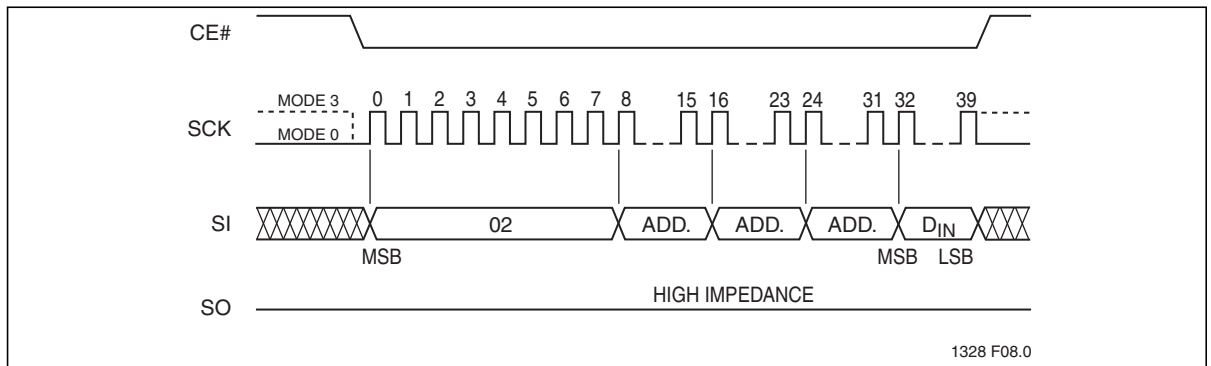 CE#
MODE 3 0 1 2 3 4 5 6 7 8 15 16 23 24 31 32 39
SCK MODE 0
SI 02 ADD. ADD. ADD. DIN
MSB MSB LSB
HIGH IMPEDANCE
SO
1328 F08.0